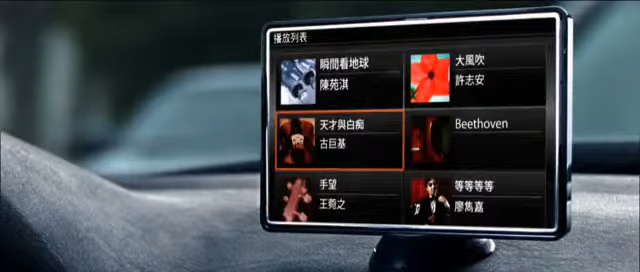 播放列表
瞬間看地球
陳苑淇
大風吹
許志安
天才與白痴
古巨基
Beethoven
手望
王菀之
等等等等
廖雋嘉